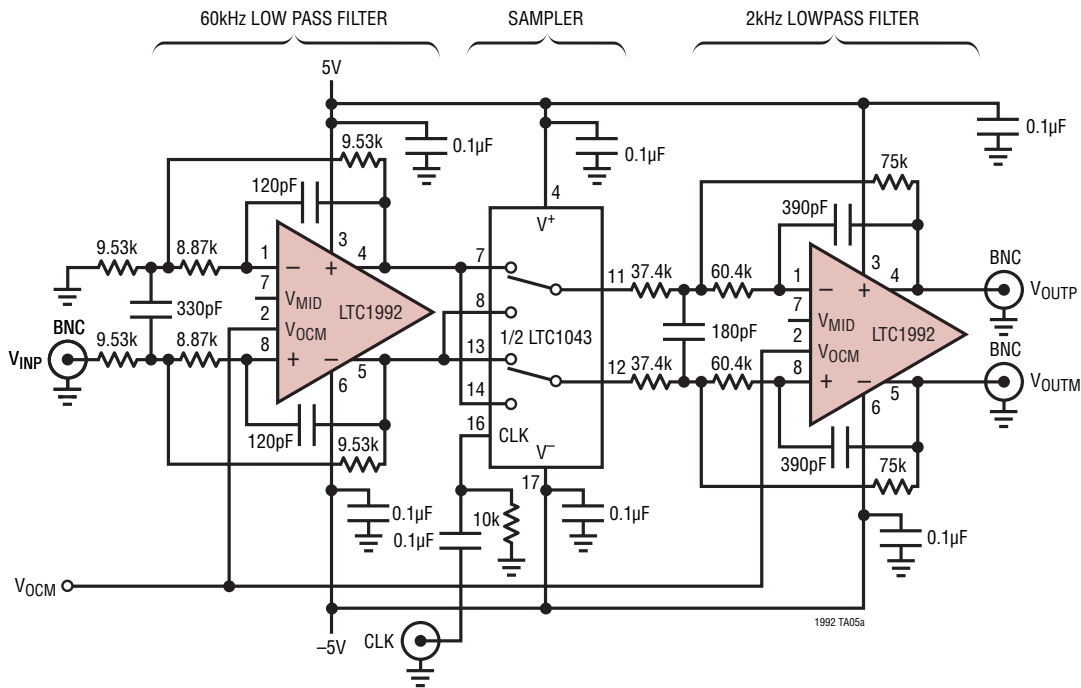 60kHz LOW PASS FILTER
SAMPLER
2kHz LOWPASS FILTER
5V
9.53k
0.1µF
0.1µF
0.1µF
75k
120pF
4
390pF
V+
9.53k
8.87k
1
3
4
7
11
37.4k
60.4k
1
3
4
BNC
VOUTP
7
VMID
8
7
VMID
330pF
2
VOCM
LTC1992
1/2 LTC1043
180pF
2
VOCM
LTC1992
BNC
BNC
VINP
9.53k
8.87k
8
5
13
12
37.4k
60.4k
8
5
VOUTM
6
14
6
16
CLK
120pF
9.53k
V–
390pF
75k
17
0.1µF
10k
0.1µF
0.1µF
0.1µF
VOCM
1992 TA05a
–5V
CLK